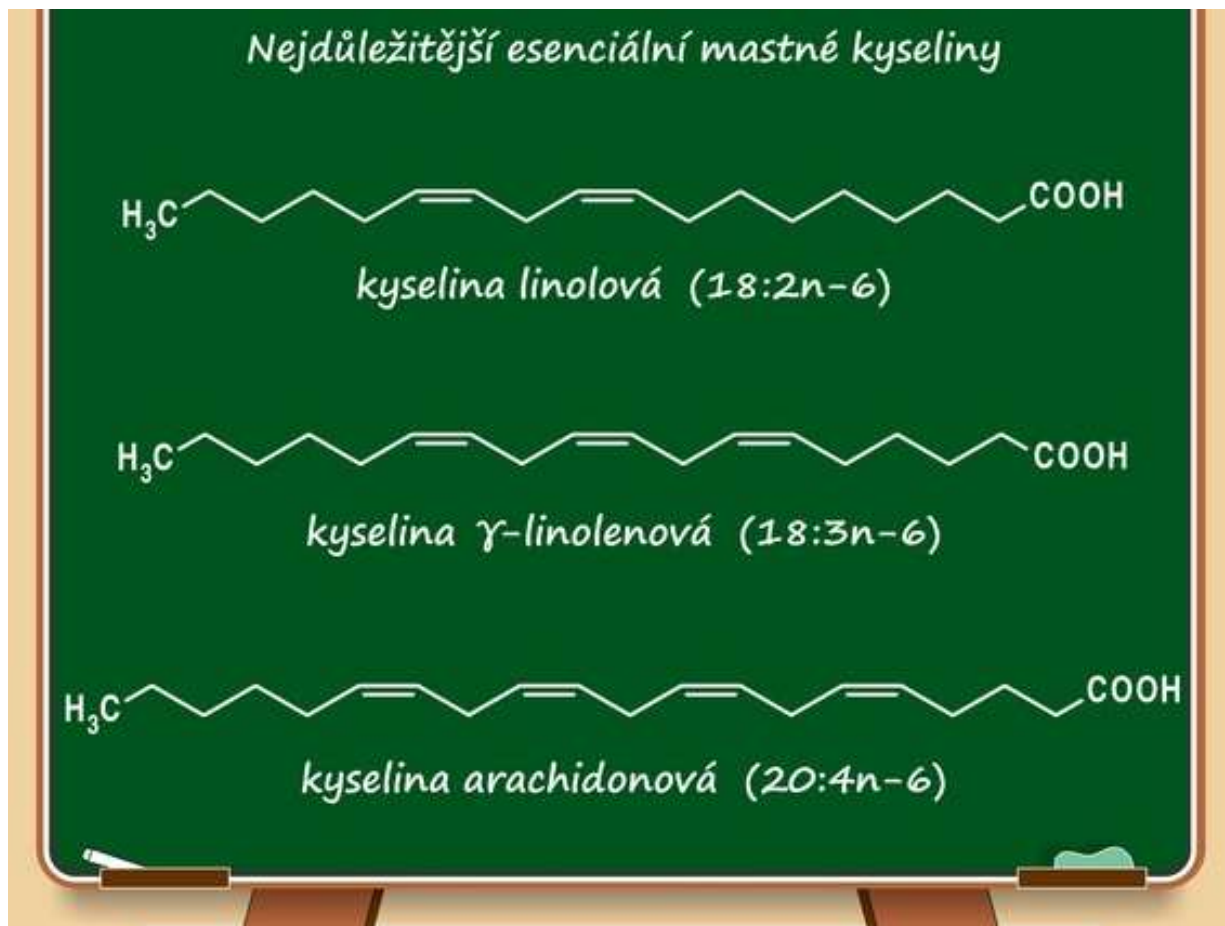 Nejdůležitější esenciální mastné kyseliny
H₃C COOH
kyselina linolová (18:2n-6)
H₃C COOH
kyselina γ-linolenová (18:3n-6)
H₃C COOH
kyselina arachidonová (20:4n-6)